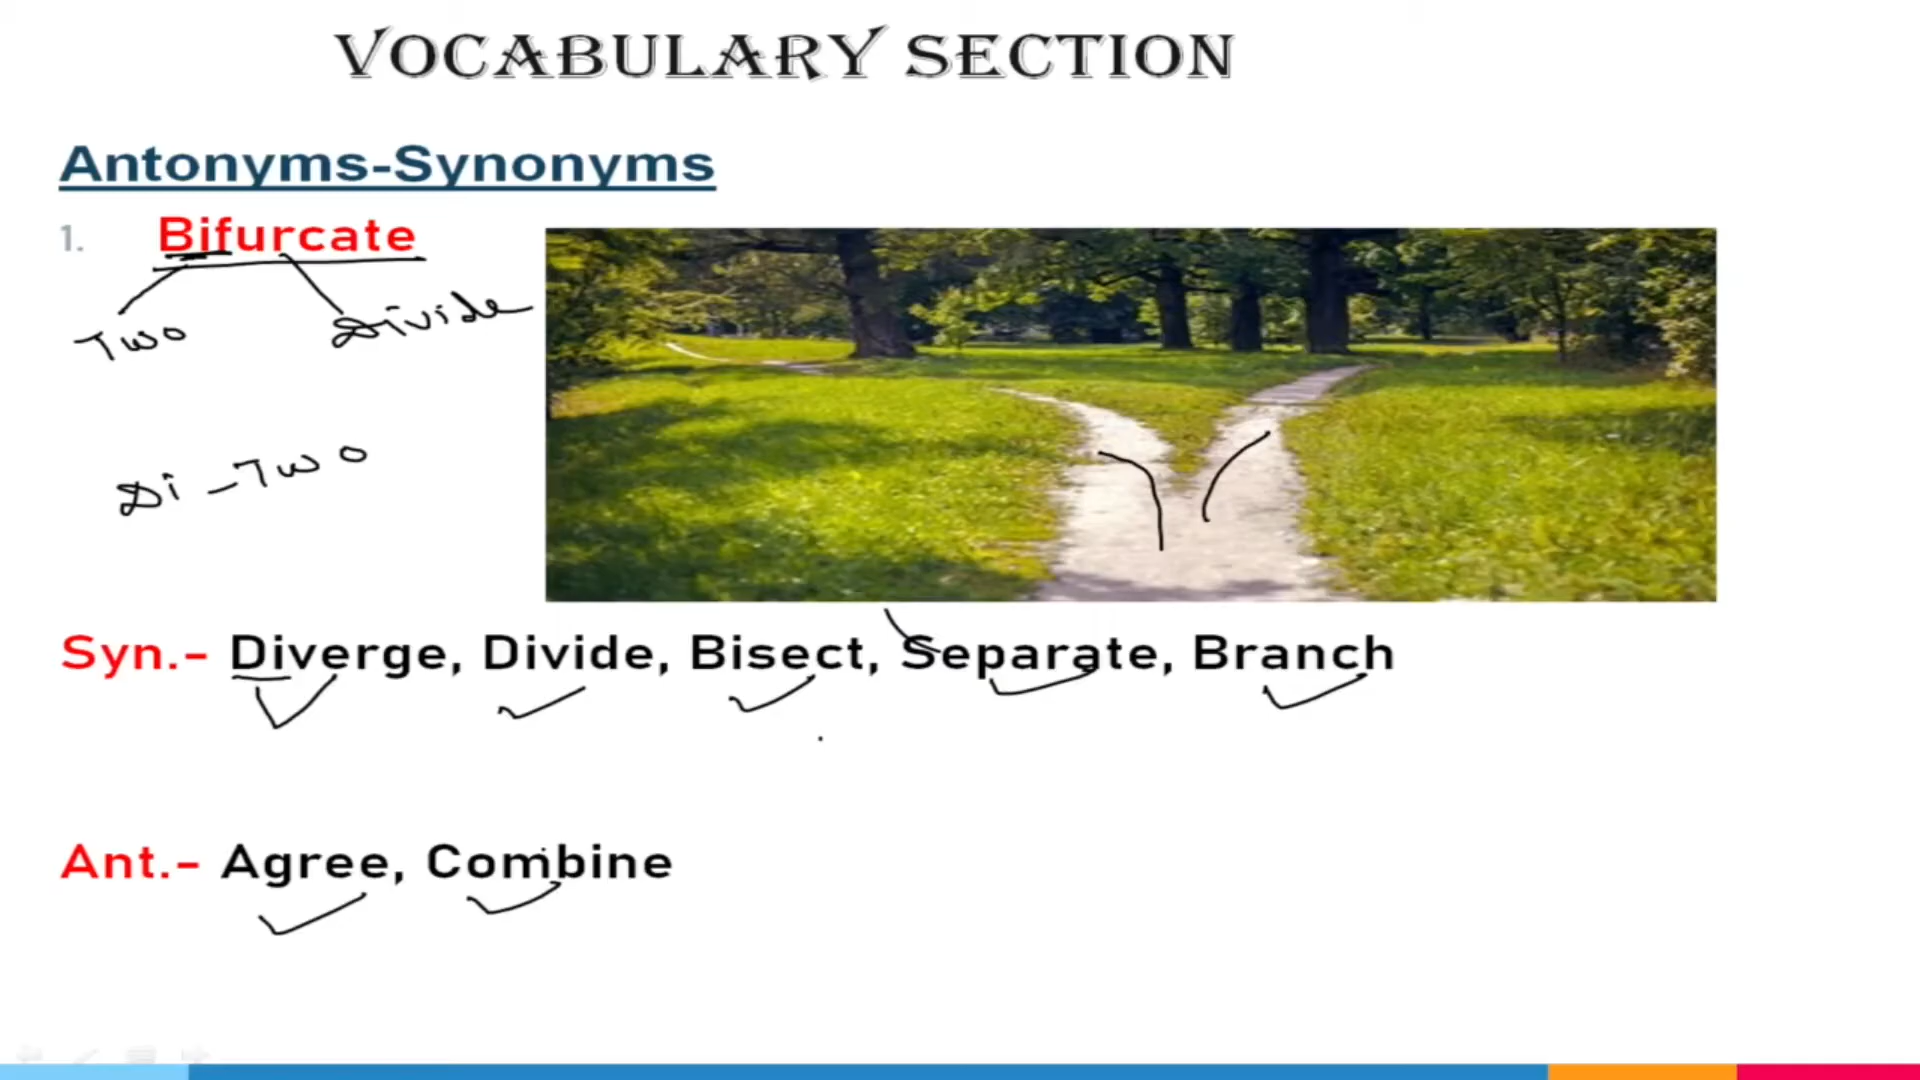 VOCABULARY SECTION
Antonyms-Synonyms
1. Bifurcate
Two Divide
Di - Two
Syn.- Diverge, Divide, Bisect, Separate, Branch
Ant.- Agree, Combine